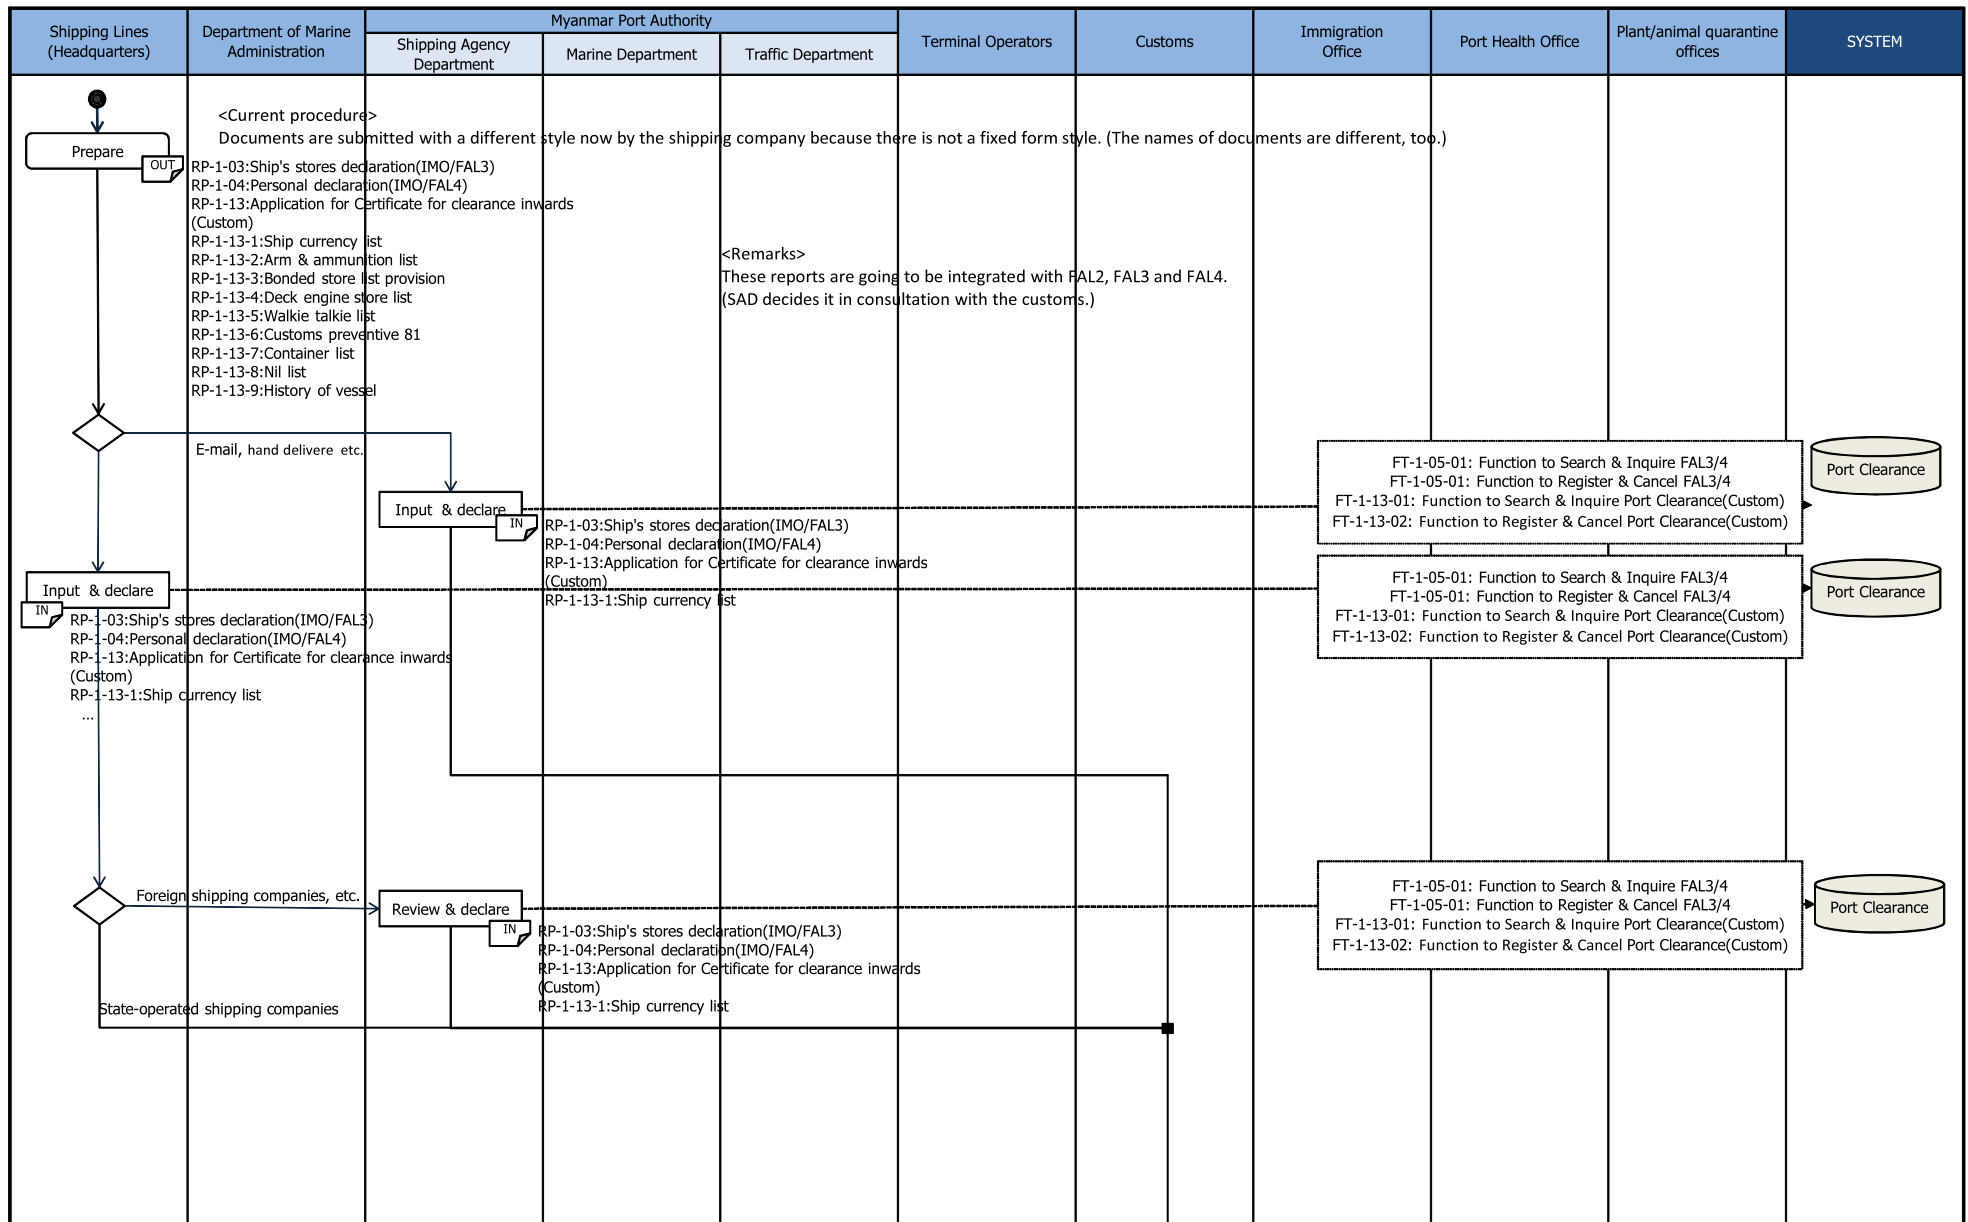 Shipping Lines
(Headquarters)
Department of Marine
Administration
Myanmar Port Authority
Shipping Agency
Department
Marine Department
Traffic Department
Terminal Operators
Customs
Immigration
Office
Port Health Office
Plant/animal quarantine
offices
SYSTEM
<Current procedure>
Documents are submitted with a different style now by the shipping company because there is not a fixed form style. (The names of documents are different, too.)
Prepare
OUT
RP-1-03:Ship's stores declaration(IMO/FAL3)
RP-1-04:Personal declaration(IMO/FAL4)
RP-1-13:Application for Certificate for clearance inwards
(Custom)
RP-1-13-1:Ship currency list
RP-1-13-2:Arm & ammunition list
RP-1-13-3:Bonded store list provision
RP-1-13-4:Deck engine store list
RP-1-13-5:Walkie talkie list
RP-1-13-6:Customs preventive 81
RP-1-13-7:Container list
RP-1-13-8:Nil list
RP-1-13-9:History of vessel
<Remarks>
These reports are going to be integrated with FAL2, FAL3 and FAL4.
(SAD decides it in consultation with the customs.)
E-mail, hand delivere etc.
Input & declare
IN
RP-1-03:Ship's stores declaration(IMO/FAL3)
RP-1-04:Personal declaration(IMO/FAL4)
RP-1-13:Application for Certificate for clearance inwards
(Custom)
RP-1-13-1:Ship currency list
FT-1-05-01: Function to Search & Inquire FAL3/4
FT-1-05-01: Function to Register & Cancel FAL3/4
FT-1-13-01: Function to Search & Inquire Port Clearance(Custom)
FT-1-13-02: Function to Register & Cancel Port Clearance(Custom)
Port Clearance
Input & declare
IN
RP-1-03:Ship's stores declaration(IMO/FAL3)
RP-1-04:Personal declaration(IMO/FAL4)
RP-1-13:Application for Certificate for clearance inwards
(Custom)
RP-1-13-1:Ship currency list
...
FT-1-05-01: Function to Search & Inquire FAL3/4
FT-1-05-01: Function to Register & Cancel FAL3/4
FT-1-13-01: Function to Search & Inquire Port Clearance(Custom)
FT-1-13-02: Function to Register & Cancel Port Clearance(Custom)
Port Clearance
Foreign shipping companies, etc.
Review & declare
IN
RP-1-03:Ship's stores declaration(IMO/FAL3)
RP-1-04:Personal declaration(IMO/FAL4)
RP-1-13:Application for Certificate for clearance inwards
(Custom)
RP-1-13-1:Ship currency list
FT-1-05-01: Function to Search & Inquire FAL3/4
FT-1-05-01: Function to Register & Cancel FAL3/4
FT-1-13-01: Function to Search & Inquire Port Clearance(Custom)
FT-1-13-02: Function to Register & Cancel Port Clearance(Custom)
Port Clearance
State-operated shipping companies